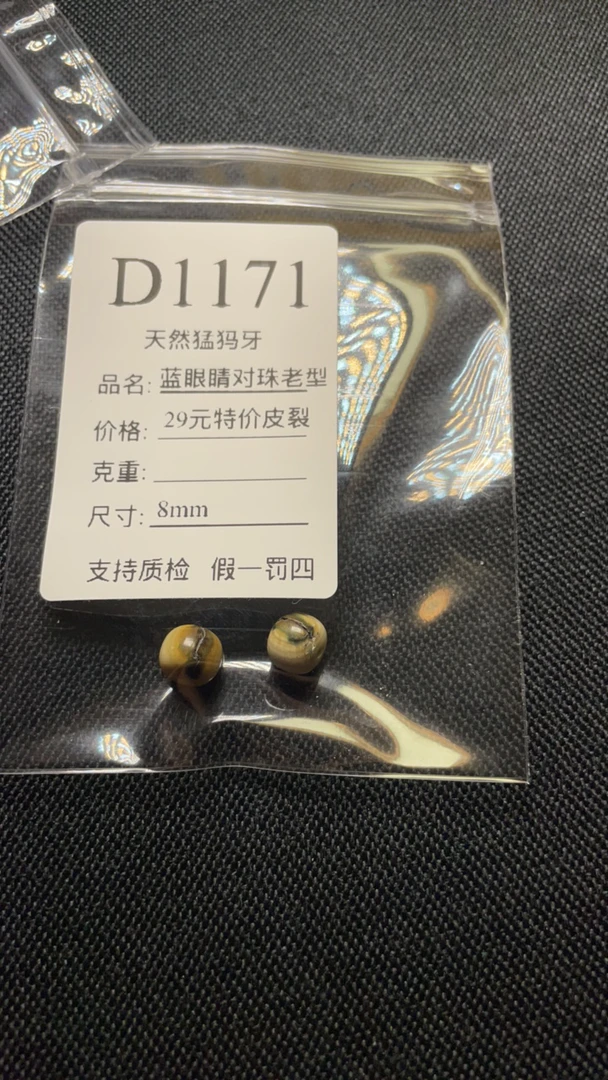 D1171
天然猛犸牙
品名: 蓝眼睛对珠老型
价格: 29元特价皮裂
克重:
尺寸: 8mm
支持质检 假一罚四